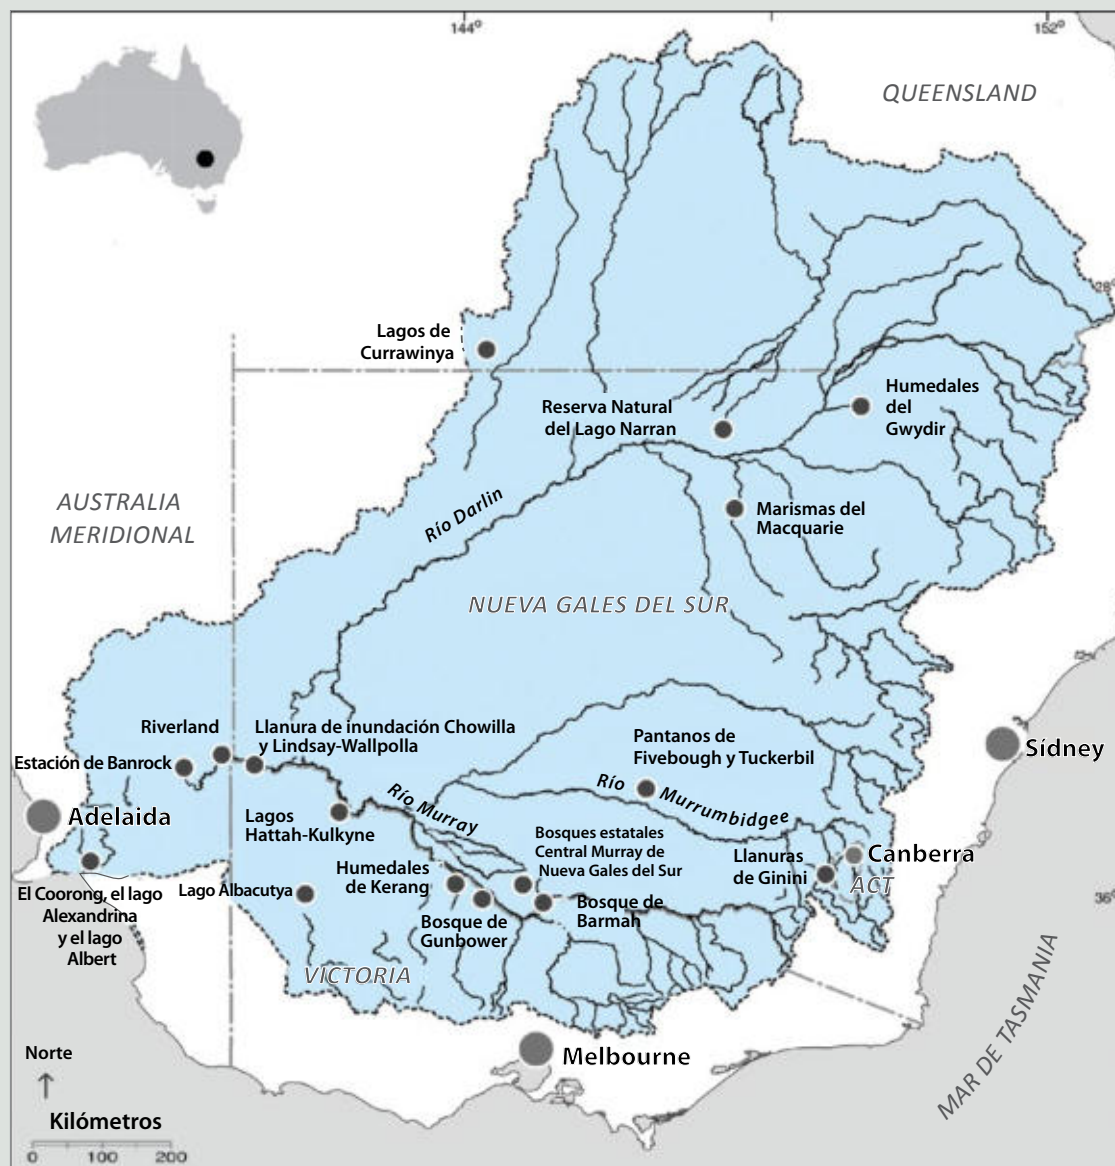 144º
152º
QUEENSLAND
28º
Lagos de
Currawinya
Humedales
del
Gwydir
Reserva Natural
del Lago Narran
AUSTRALIA
MERIDIONAL
Río Darlin
Marismas del
Macquarie
NUEVA GALES DEL SUR
Riverland
Llanura de inundación Chowilla
y Lindsay-Wallpolla
Estación de Banrock
Pantanos de
Fivebough y Tuckerbil
Sídney
Adelaida
Lagos
Hattah-Kulkyne
Río Murray
Río Murrumbidgee
Bosques estatales
Central Murray de
Nueva Gales del Sur
Canberra
ACT
Llanuras
de Ginini
Humedales
de Kerang
Lago Albacutya
El Coorong, el lago
Alexandrina
y el lago
Albert
Bosque de
Gunbower
Bosque de
Barmah
36º
VICTORIA
MAR DE TASMANIA
Melbourne
Norte
Kilómetros
0 100 200